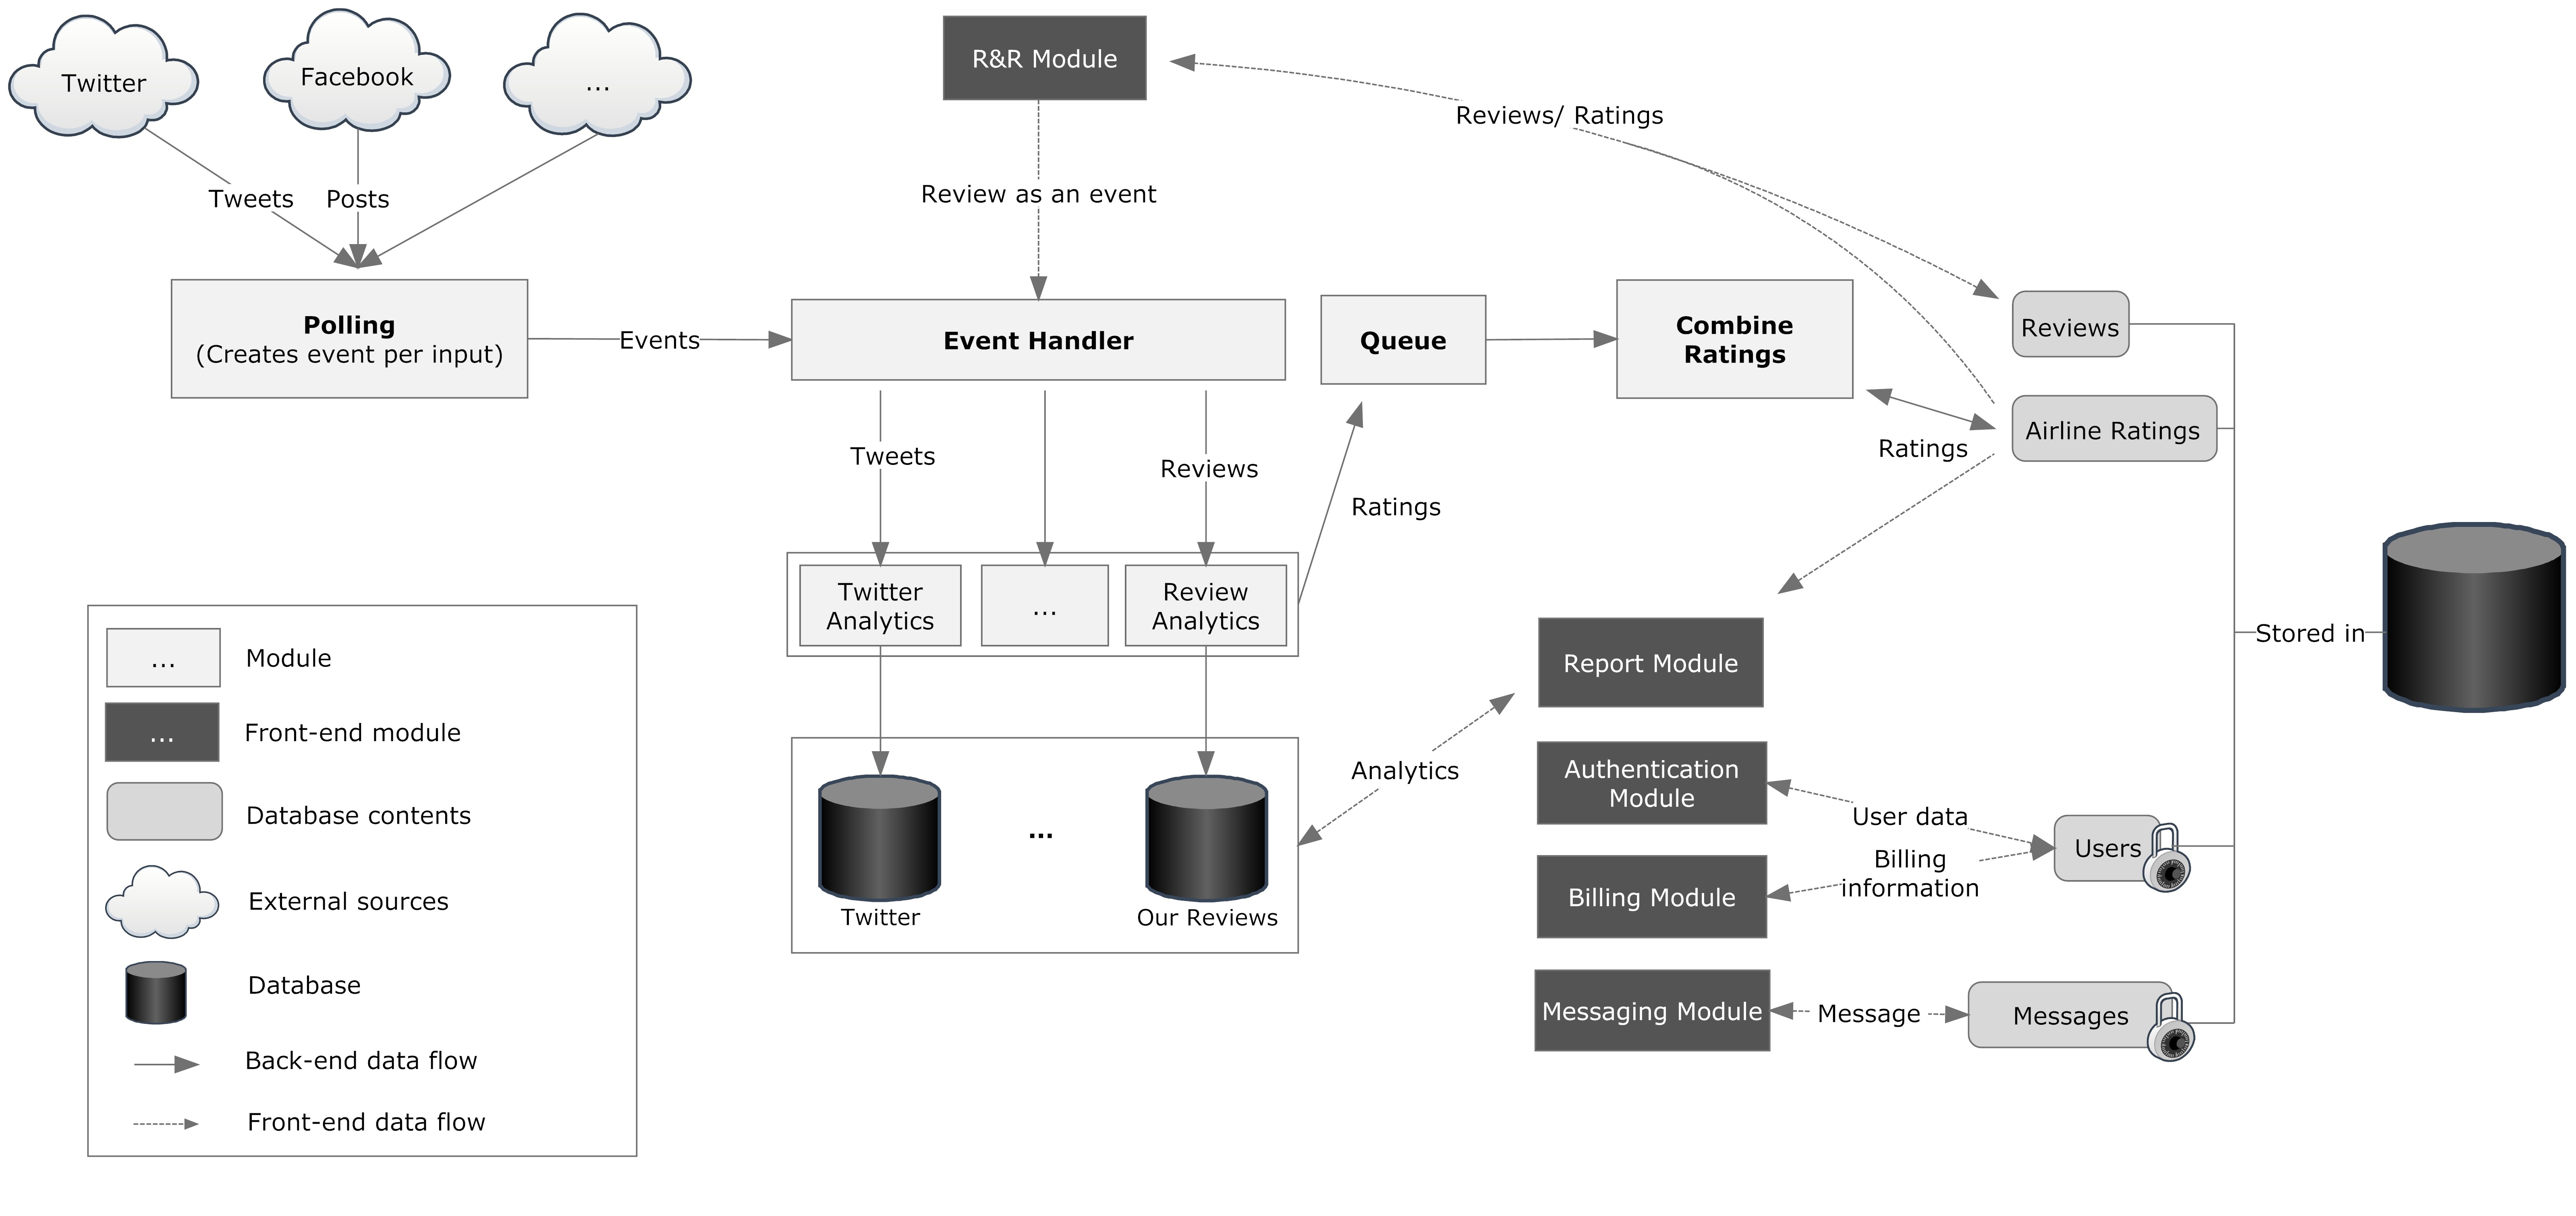 Twitter
Facebook
...
R&R Module
Reviews/ Ratings
Tweets
Posts
Review as an event
Polling
(Creates event per input)
Events
Event Handler
Queue
Combine
Ratings
Reviews
Airline Ratings
Tweets
Reviews
Ratings
Ratings
Twitter
Analytics
...
Review
Analytics
Stored in
Report Module
Analytics
Authentication
Module
User data
Billing
information
Users
Billing Module
Twitter
...
Our Reviews
Messaging Module
Message
Messages
...
Module
...
Front-end module
Database contents
External sources
Database
Back-end data flow
Front-end data flow